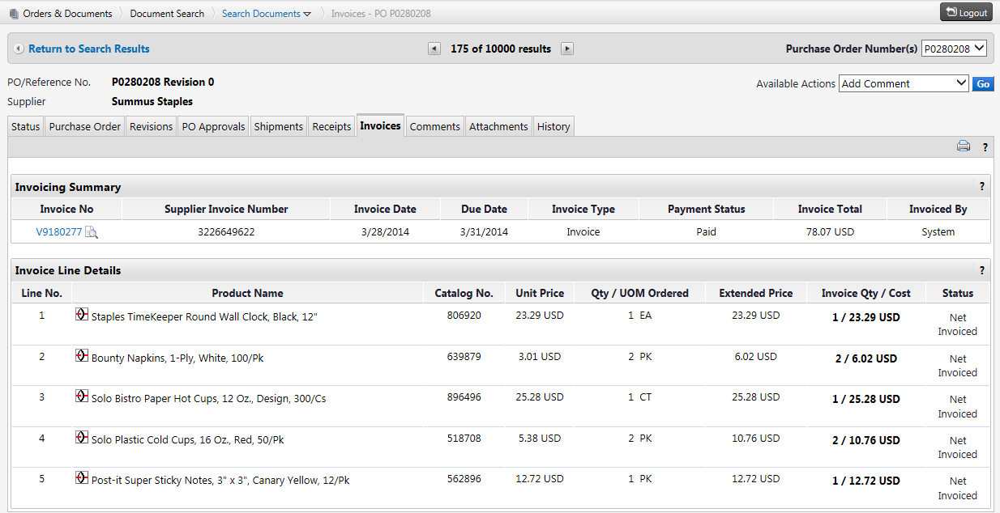 Orders & Documents Document Search Search Documents Invoices - PO P0280208 Logout
Return to Search Results 175 of 10000 results Purchase Order Number(s) P0280208
PO/Reference No. P0280208 Revision 0 Available Actions Add Comment Go
Supplier Summus Staples
Status Purchase Order Revisions PO Approvals Shipments Receipts Invoices Comments Attachments History
?
Invoicing Summary ?
Invoice No Supplier Invoice Number Invoice Date Due Date Invoice Type Payment Status Invoice Total Invoiced By
V9180277 3226649622 3/28/2014 3/31/2014 Invoice Paid 78.07 USD System
Invoice Line Details ?
Line No. Product Name Catalog No. Unit Price Qty / UOM Ordered Extended Price Invoice Qty / Cost Status
1 Staples TimeKeeper Round Wall Clock, Black, 12" 806920 23.29 USD 1 EA 23.29 USD 1 / 23.29 USD Net
Invoiced
2 Bounty Napkins, 1-Ply, White, 100/Pk 639879 3.01 USD 2 PK 6.02 USD 2 / 6.02 USD Net
Invoiced
3 Solo Bistro Paper Hot Cups, 12 Oz., Design, 300/Cs 896496 25.28 USD 1 CT 25.28 USD 1 / 25.28 USD Net
Invoiced
4 Solo Plastic Cold Cups, 16 Oz., Red, 50/Pk 518708 5.38 USD 2 PK 10.76 USD 2 / 10.76 USD Net
Invoiced
5 Post-it Super Sticky Notes, 3" x 3", Canary Yellow, 12/Pk 562896 12.72 USD 1 PK 12.72 USD 1 / 12.72 USD Net
Invoiced